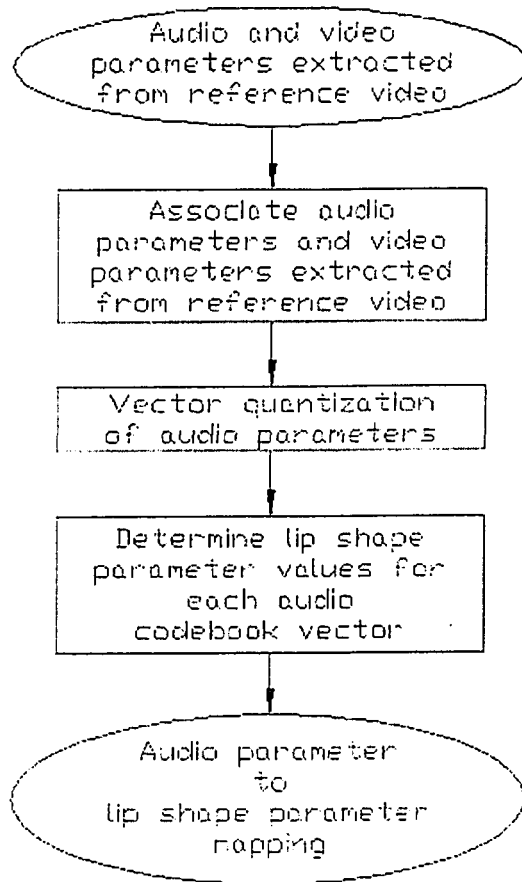 Audio and video
parameters extracted
from reference video
Associate audio
parameters and video
parameters extracted
from reference video
Vector quantization
of audio parameters
Determine lip shape
parameter values for
each audio
codebook vector
Audio parameter
to
lip shape parameter
mapping